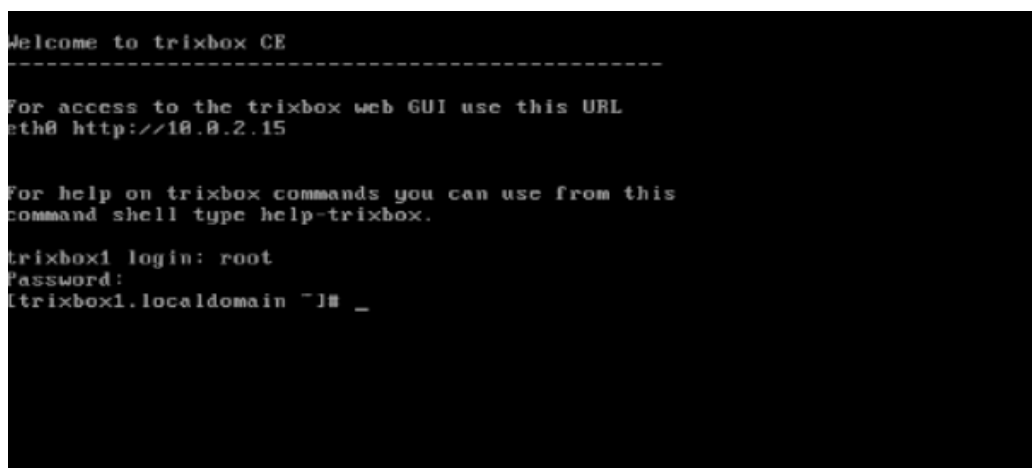 Welcome to trixbox CE
--------------------------------------------------
For access to the trixbox web GUI use this URL
eth0 http://10.0.2.15
For help on trixbox commands you can use from this
command shell type help-trixbox.
trixbox1 login: root
Password:
[trixbox1.localdomain ~]# _